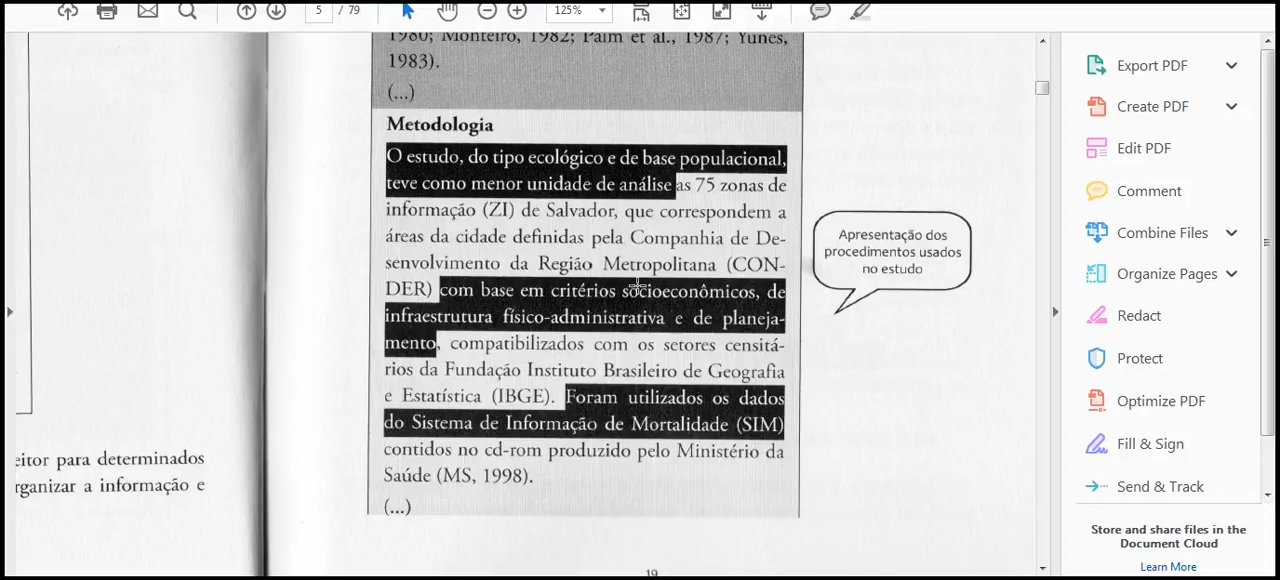 5 / 79
125%
eitor para determinados
rganizar a informação e
1980; Monteiro, 1982; Paim et al., 1987; Yunes,
1983).
(...)
Metodologia
O estudo, do tipo ecológico e de base populacional,
teve como menor unidade de análise as 75 zonas de
informação (ZI) de Salvador, que correspondem a
áreas da cidade definidas pela Companhia de De-
senvolvimento da Região Metropolitana (CON-
DER) com base em critérios socioeconômicos, de
infraestrutura físico-administrativa e de planeja-
mento, compatibilizados com os setores censitá-
rios da Fundação Instituto Brasileiro de Geografia
e Estatística (IBGE). Foram utilizados os dados
do Sistema de Informação de Mortalidade (SIM)
contidos no cd-rom produzido pelo Ministério da
Saúde (MS, 1998).
(...)
19
Apresentação dos
procedimentos usados
no estudo
Export PDF
Create PDF
Edit PDF
Comment
Combine Files
Organize Pages
Redact
Protect
Optimize PDF
Fill & Sign
Send & Track
Store and share files in the
Document Cloud
Learn More